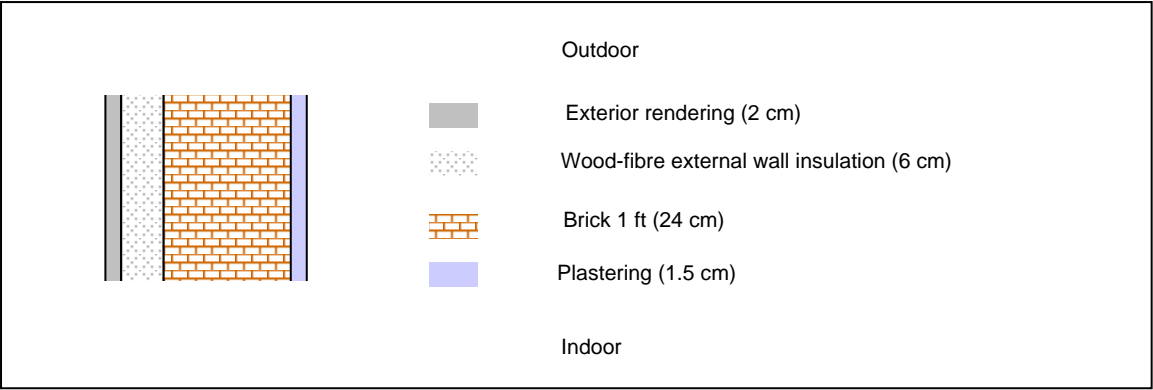 Outdoor
Exterior rendering (2 cm)
Wood-fibre external wall insulation (6 cm)
Brick 1 ft (24 cm)
Plastering (1.5 cm)
Indoor